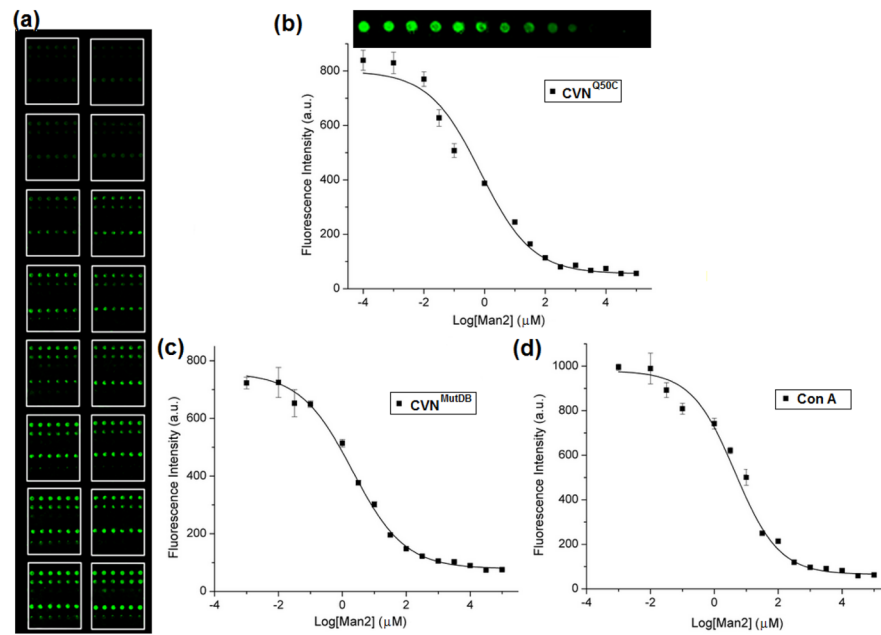 (a)
(b)
800
600
400
200
0
Fluorescence Intensity (a.u.)
CVN^Q50C
-4 -2 0 2 4
Log[Man2] (μM)
(c)
800
600
400
200
0
Fluorescence Intensity (a.u.)
CVN^MutDB
-4 -2 0 2 4
Log[Man2] (μM)
(d)
1000
800
600
400
200
0
Fluorescence Intensity (a.u.)
Con A
-4 -2 0 2 4
Log[Man2] (μM)